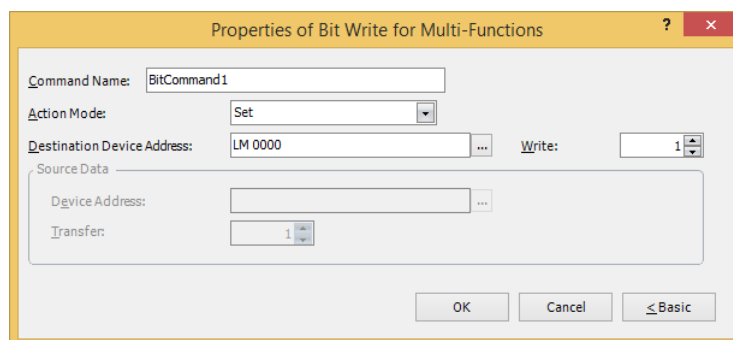 Properties of Bit Write for Multi-Functions ? ×
Command Name: BitCommand1
Action Mode: Set
Destination Device Address: LM 0000 ... Write: 1
Source Data
Device Address: ...
Transfer: 1
OK Cancel < Basic